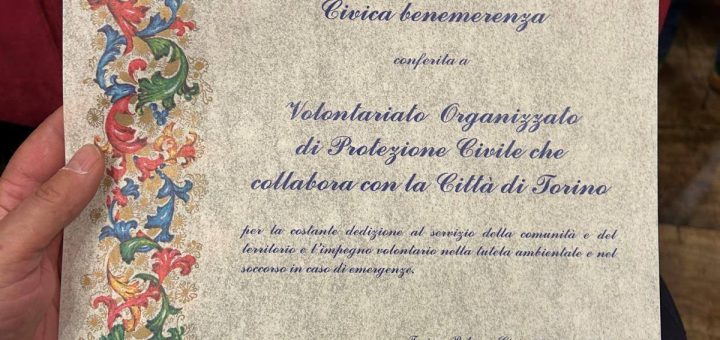 Civica benemerenza
conferita a
Volontariato Organizzato
di Protezione Civile che
collabora con la Città di Torino
per la costante dedizione al servizio della comunità e del
territorio e l'impegno volontario nella tutela ambientale e nel
soccorso in caso di emergenze.